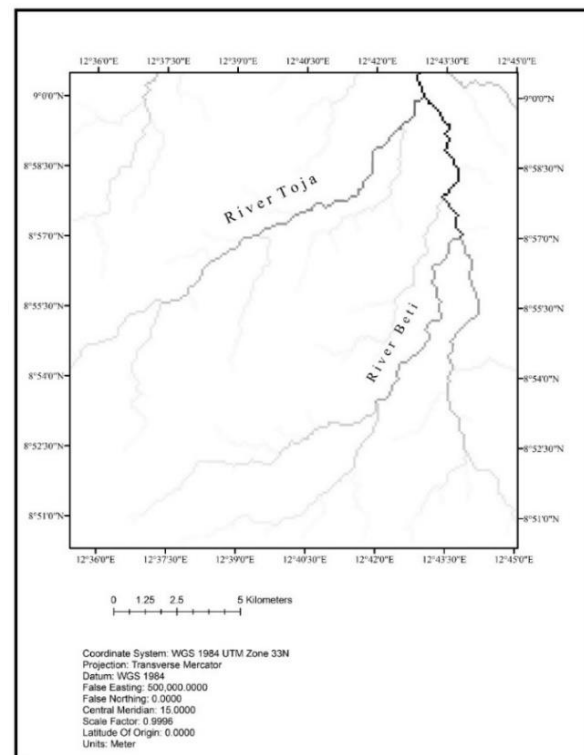 12°36'0"E 12°37'30"E 12°39'0"E 12°40'30"E 12°42'0"E 12°43'30"E 12°45'0"E
9°0'0"N 9°0'0"N
8°58'30"N 8°58'30"N
River Toja
8°57'0"N 8°57'0"N
8°55'30"N 8°55'30"N
River Beti
8°54'0"N 8°54'0"N
8°52'30"N 8°52'30"N
8°51'0"N 8°51'0"N
12°36'0"E 12°37'30"E 12°39'0"E 12°40'30"E 12°42'0"E 12°43'30"E 12°45'0"E
0 1.25 2.5 5 Kilometers
Coordinate System: WGS 1984 UTM Zone 33N
Projection: Transverse Mercator
Datum: WGS 1984
False Easting: 500,000.0000
False Northing: 0.0000
Central Meridian: 15.0000
Scale Factor: 0.9996
Latitude Of Origin: 0.0000
Units: Meter